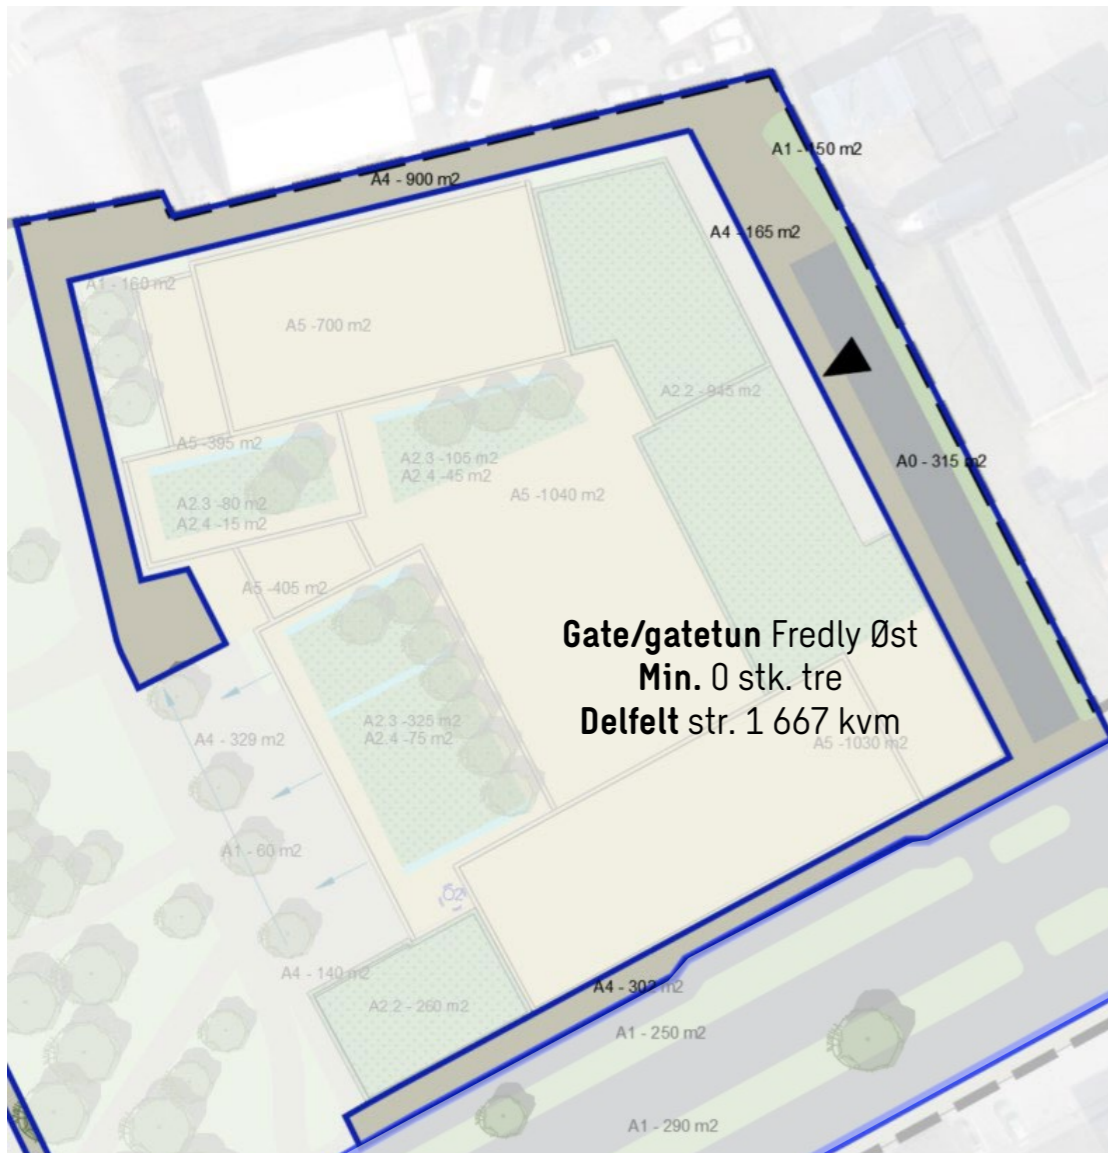 A1 - 150 m2
A4 - 900 m2
A4 - 165 m2
A1 - 160 m2
A5 -700 m2
A2.2 - 945 m2
A5 -395 m2
A2.3 -105 m2
A2.4 -45 m2
A0 - 315 m2
A5 -1040 m2
A2.3 -80 m2
A2.4 -15 m2
A5 -405 m2
Gate/gatetun Fredly Øst
Min. 0 stk. tre
Delfelt str. 1 667 kvm
A2.3 -325 m2
A2.4 -75 m2
A4 - 329 m2
A5 -1030 m2
A1 - 60 m2
O2
A4 - 140 m2
A4 - 302 m2
A2.2 - 260 m2
A1 - 250 m2
A1 - 290 m2